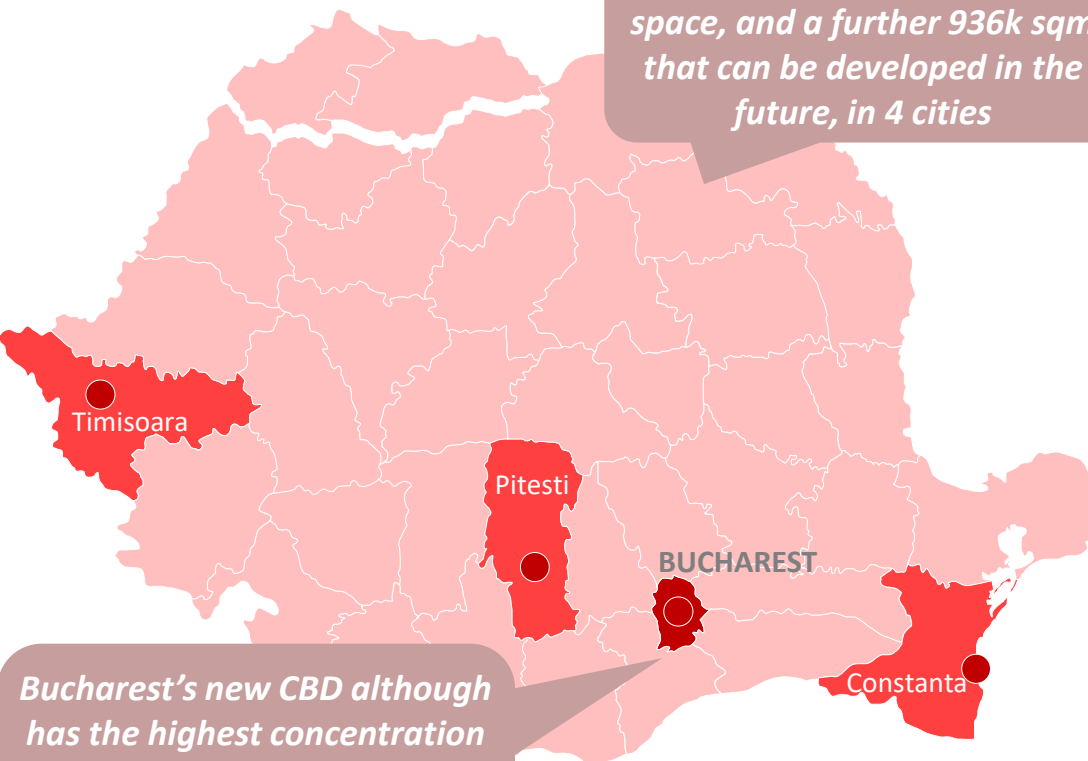 space, and a further 936k sqm
that can be developed in the
future, in 4 cities
Timisoara
Pitesti
BUCHAREST
Constanta
Bucharest’s new CBD although
has the highest concentration